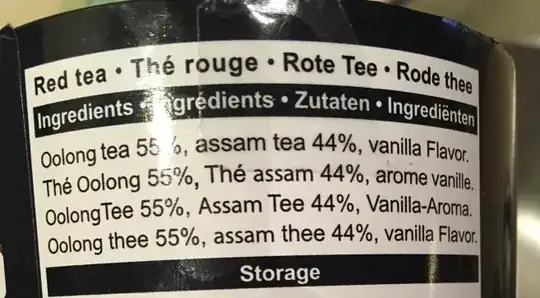 Red tea • Thé rouge • Rote Tee • Rode thee
Ingredients • Ingrédients • Zutaten • Ingrediënten
Oolong tea 55%, assam tea 44%, vanilla Flavor.
Thé Oolong 55%, Thé assam 44%, arome vanille.
OolongTee 55%, Assam Tee 44%, Vanilla-Aroma.
Oolong thee 55%, assam thee 44%, vanilla Flavor.
Storage